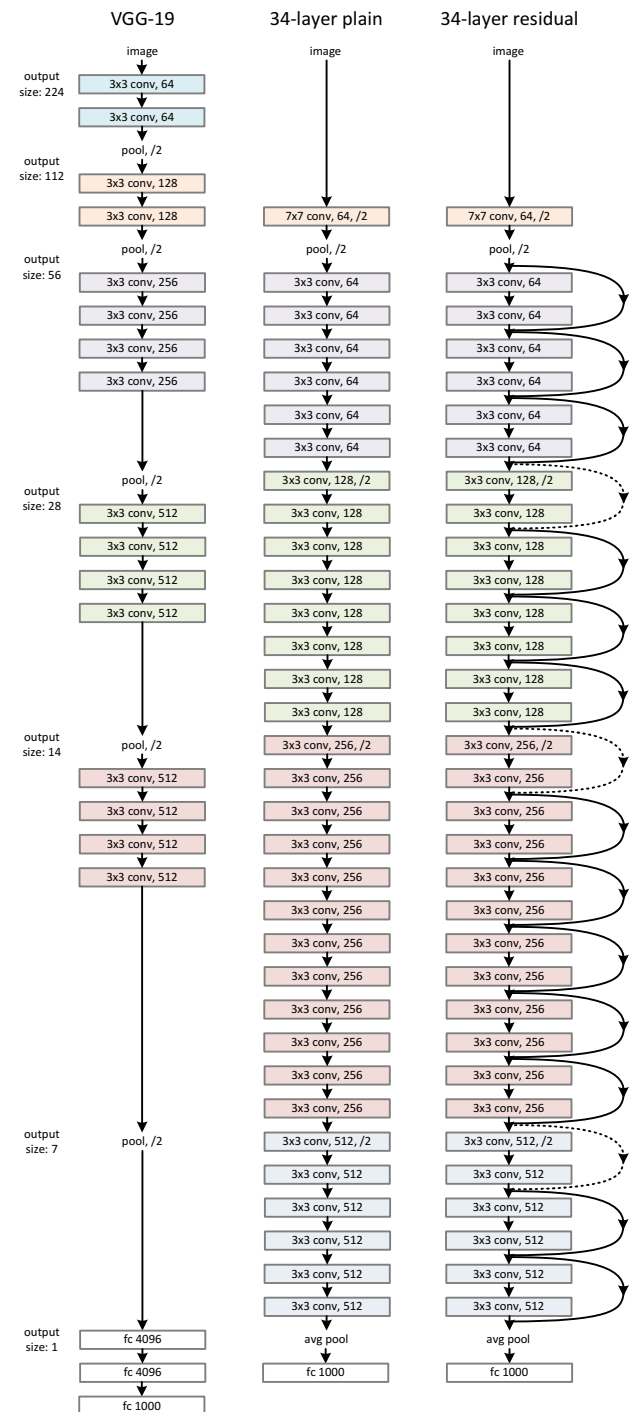 VGG-19 34-layer plain 34-layer residual
image image image
output size: 224
3x3 conv, 64
3x3 conv, 64
pool, /2
output size: 112
3x3 conv, 128
3x3 conv, 128 7x7 conv, 64, /2 7x7 conv, 64, /2
pool, /2 pool, /2 pool, /2
output size: 56
3x3 conv, 256 3x3 conv, 64 3x3 conv, 64
3x3 conv, 256 3x3 conv, 64 3x3 conv, 64
3x3 conv, 256 3x3 conv, 64 3x3 conv, 64
3x3 conv, 256 3x3 conv, 64 3x3 conv, 64
3x3 conv, 64 3x3 conv, 64
3x3 conv, 64 3x3 conv, 64
pool, /2 3x3 conv, 128, /2 3x3 conv, 128, /2
output size: 28
3x3 conv, 512 3x3 conv, 128 3x3 conv, 128
3x3 conv, 512 3x3 conv, 128 3x3 conv, 128
3x3 conv, 512 3x3 conv, 128 3x3 conv, 128
3x3 conv, 512 3x3 conv, 128 3x3 conv, 128
3x3 conv, 128 3x3 conv, 128
3x3 conv, 128 3x3 conv, 128
3x3 conv, 128 3x3 conv, 128
output size: 14
pool, /2 3x3 conv, 256, /2 3x3 conv, 256, /2
3x3 conv, 512 3x3 conv, 256 3x3 conv, 256
3x3 conv, 512 3x3 conv, 256 3x3 conv, 256
3x3 conv, 512 3x3 conv, 256 3x3 conv, 256
3x3 conv, 512 3x3 conv, 256 3x3 conv, 256
3x3 conv, 256 3x3 conv, 256
3x3 conv, 256 3x3 conv, 256
3x3 conv, 256 3x3 conv, 256
3x3 conv, 256 3x3 conv, 256
3x3 conv, 256 3x3 conv, 256
3x3 conv, 256 3x3 conv, 256
3x3 conv, 256 3x3 conv, 256
output size: 7
pool, /2 3x3 conv, 512, /2 3x3 conv, 512, /2
3x3 conv, 512 3x3 conv, 512
3x3 conv, 512 3x3 conv, 512
3x3 conv, 512 3x3 conv, 512
3x3 conv, 512 3x3 conv, 512
3x3 conv, 512 3x3 conv, 512
output size: 1
fc 4096 avg pool avg pool
fc 4096 fc 1000 fc 1000
fc 1000